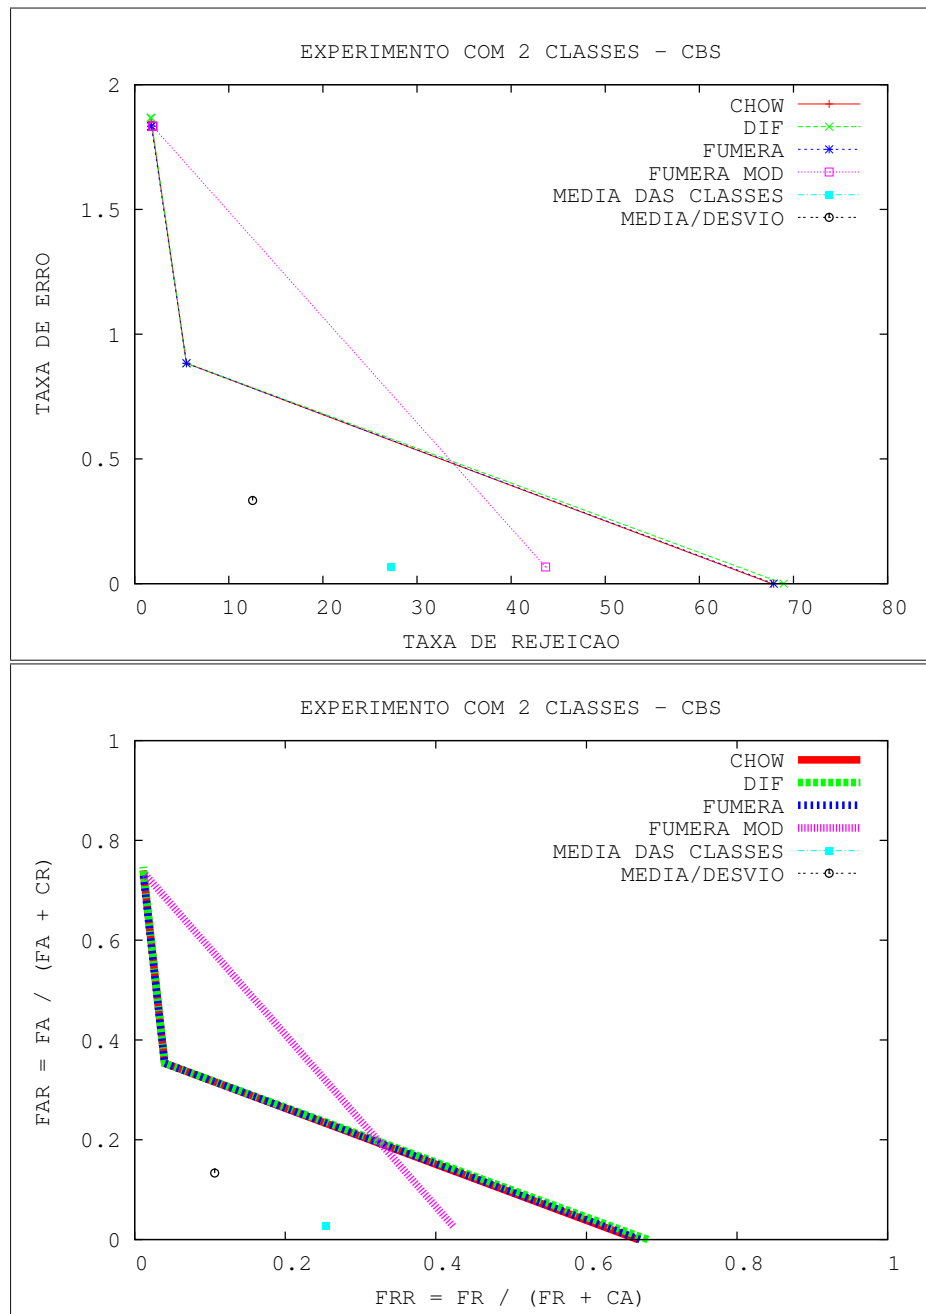 EXPERIMENTO COM 2 CLASSES - CBS
2
CHOW
DIF
FUMERA
FUMERA MOD
MEDIA DAS CLASSES
MEDIA/DESVIO
1.5
TAXA DE ERRO
1
0.5
0
0 10 20 30 40 50 60 70 80
TAXA DE REJEICAO
EXPERIMENTO COM 2 CLASSES - CBS
1
CHOW
DIF
FUMERA
FUMERA MOD
MEDIA DAS CLASSES
MEDIA/DESVIO
0.8
0.6
FAR = FA / (FA + CR)
0.4
0.2
0
0 0.2 0.4 0.6 0.8 1
FRR = FR / (FR + CA)